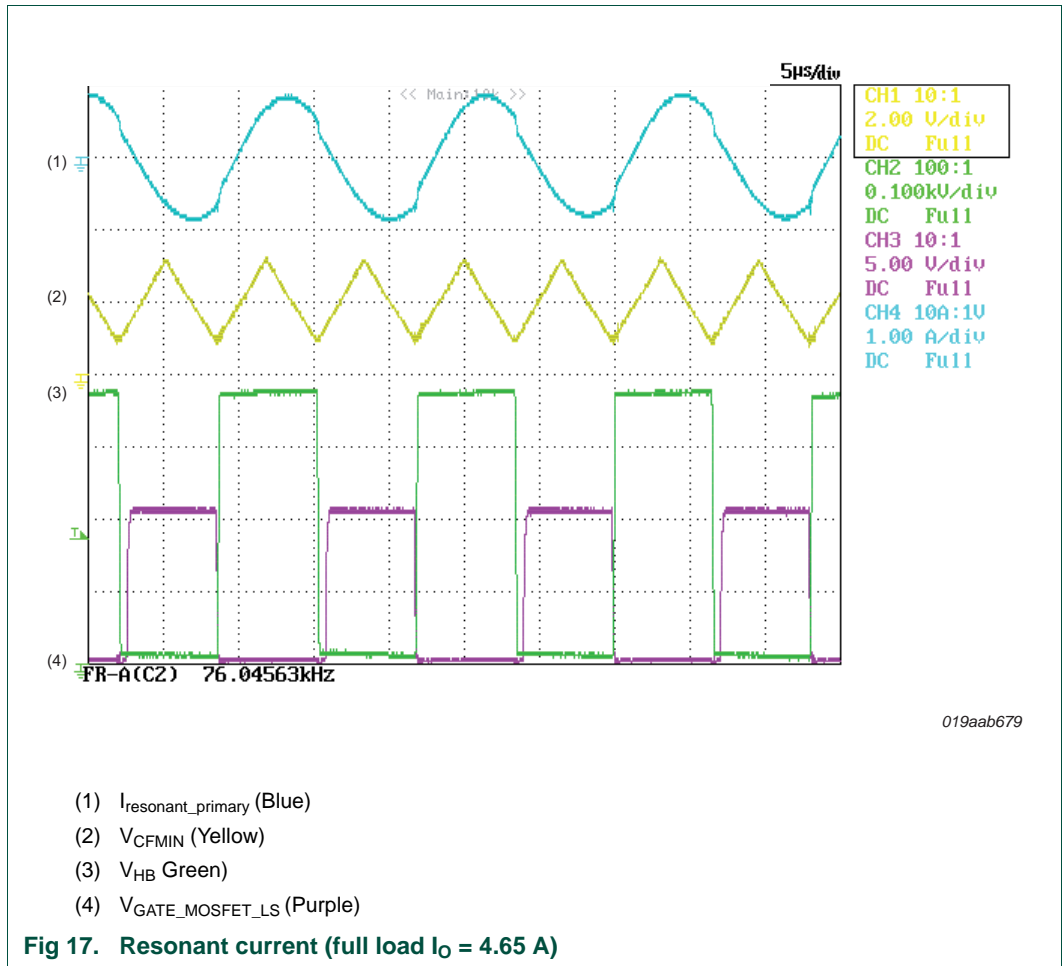 5µs/div
<< Main:10k >>
CH1 10:1
2.00 V/div
DC Full
CH2 100:1
0.100kV/div
DC Full
CH3 10:1
5.00 V/div
DC Full
CH4 10A:1V
1.00 A/div
DC Full
(1)
(2)
(3)
T
(4)
FR-A(C2) 76.04563kHz
019aab679
(1) Iresonant_primary (Blue)
(2) VCFMIN (Yellow)
(3) VHB Green)
(4) VGATE_MOSFET_LS (Purple)
Fig 17. Resonant current (full load IO = 4.65 A)